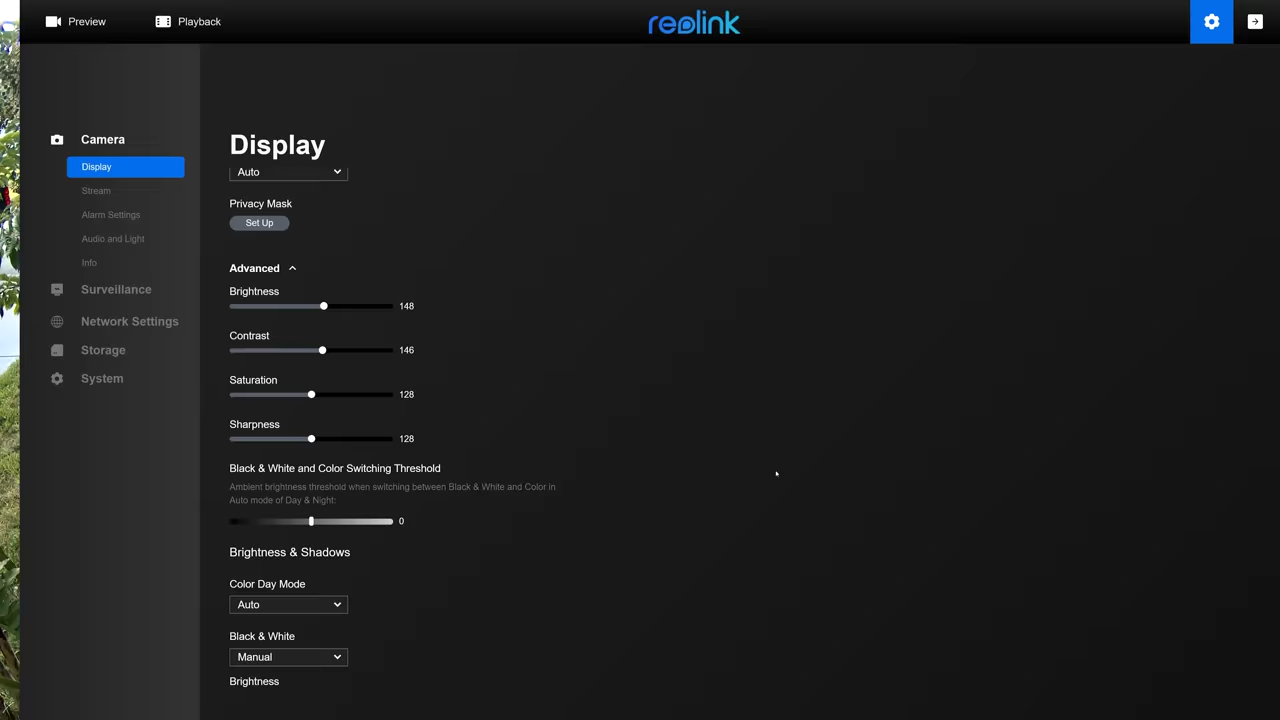 Preview
Playback
reolink
Camera
Display
Stream
Alarm Settings
Audio and Light
Info
Surveillance
Network Settings
Storage
System
Display
Auto
Privacy Mask
Set Up
Advanced
Brightness
148
Contrast
146
Saturation
128
Sharpness
128
Black & White and Color Switching Threshold
Ambient brightness threshold when switching between Black & White and Color in
Auto mode of Day & Night:
0
Brightness & Shadows
Color Day Mode
Auto
Black & White
Manual
Brightness